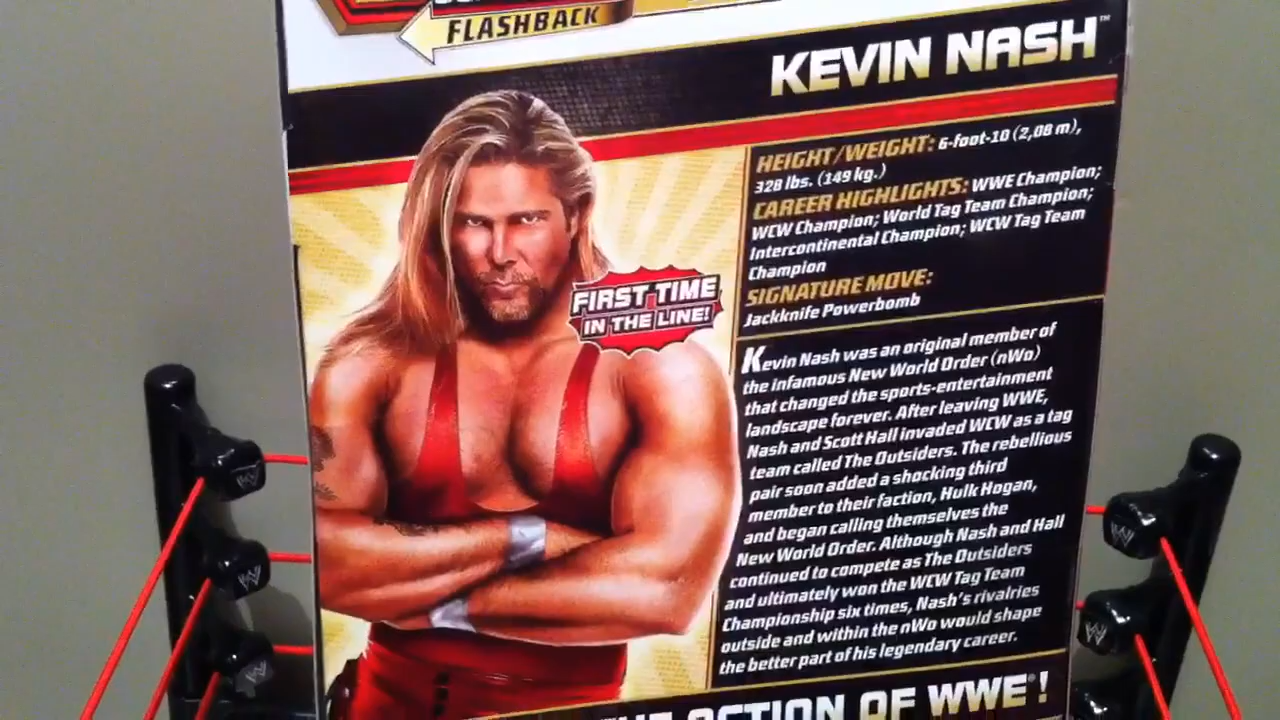 FLASHBACK
KEVIN NASH™
HEIGHT/WEIGHT: 6-foot-10 (2,08 m),
328 lbs. (149 kg.)
CAREER HIGHLIGHTS: WWE Champion;
WCW Champion; World Tag Team Champion;
Intercontinental Champion; WCW Tag Team
Champion
SIGNATURE MOVE:
Jackknife Powerbomb
FIRST TIME
IN THE LINE!
Kevin Nash was an original member of
the infamous New World Order (nWo)
that changed the sports-entertainment
landscape forever. After leaving WWE,
Nash and Scott Hall invaded WCW as a tag
team called The Outsiders. The rebellious
pair soon added a shocking third
member to their faction, Hulk Hogan,
and began calling themselves the
New World Order. Although Nash and Hall
continued to compete as The Outsiders
and ultimately won the WCW Tag Team
Championship six times, Nash's rivalries
outside and within the nWo would shape
the better part of his legendary career.
ACTION OF WWE®!